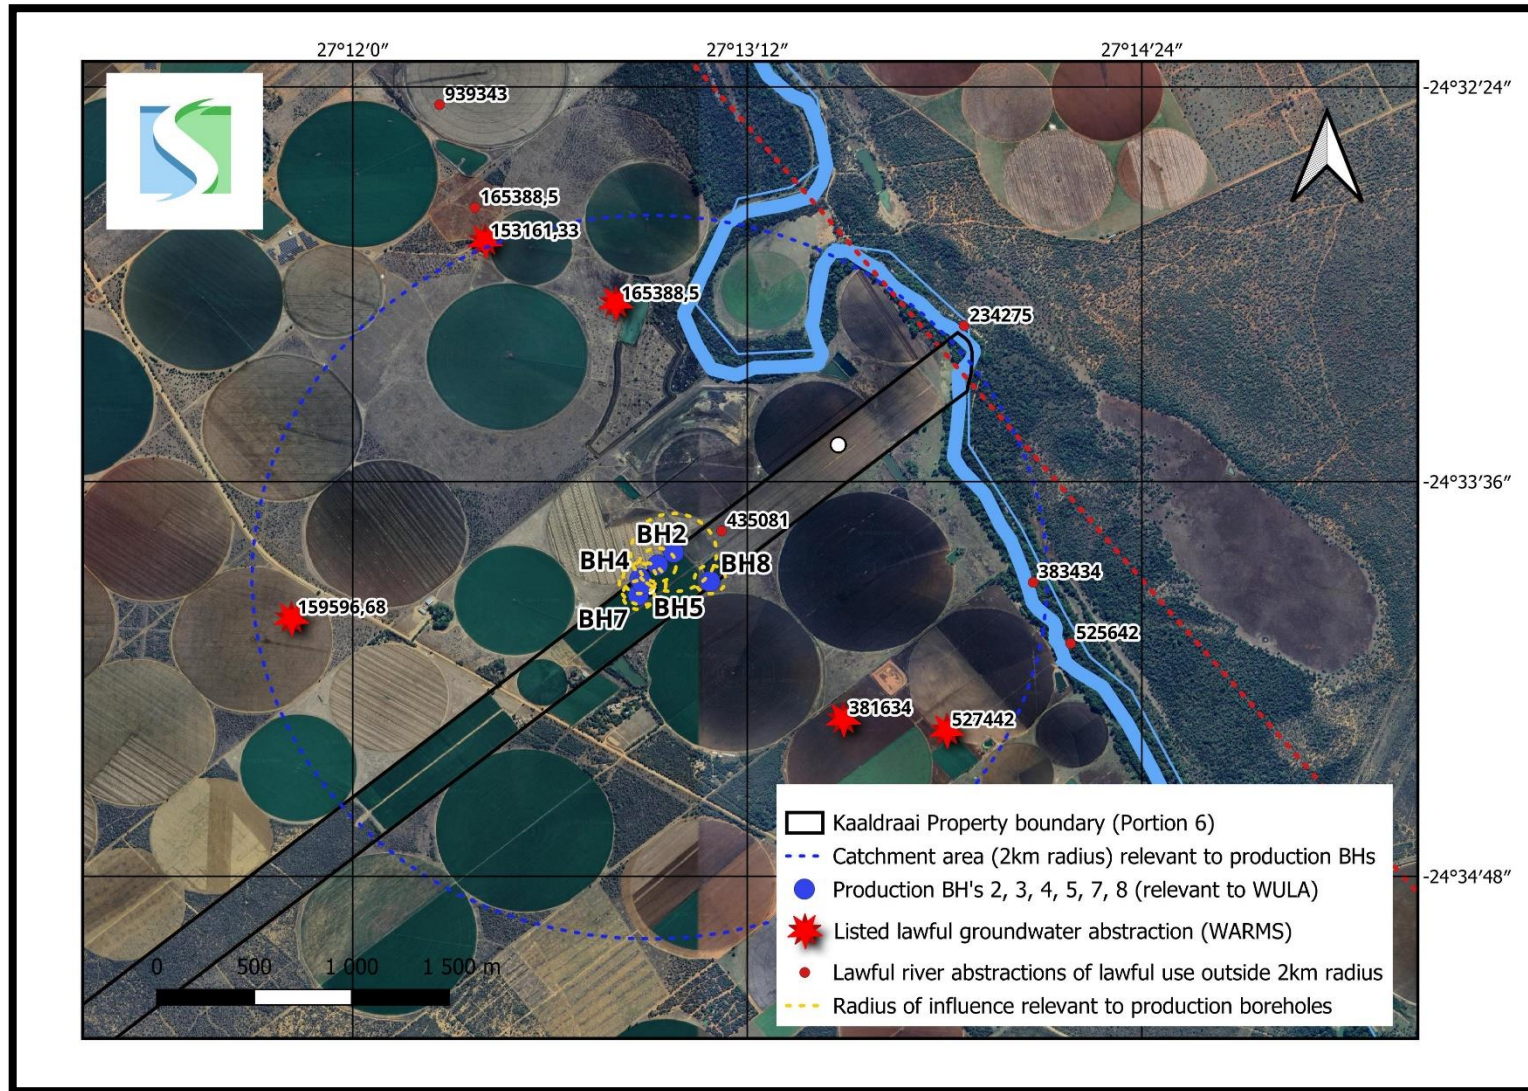 27°12′0″
27°13′12″
27°14′24″
-24°32′24″
939343
165388,5
153161,33
165388,5
234275
-24°33′36″
435081
BH2
BH4
BH8
383434
BH5
BH7
159596,68
525642
381634
527442
Kaaldraai Property boundary (Portion 6)
Catchment area (2km radius) relevant to production BHs
-24°34′48″
Production BH's 2, 3, 4, 5, 7, 8 (relevant to WULA)
Listed lawful groundwater abstraction (WARMS)
Lawful river abstractions of lawful use outside 2km radius
Radius of influence relevant to production boreholes
0 500 1 000 1 500 m